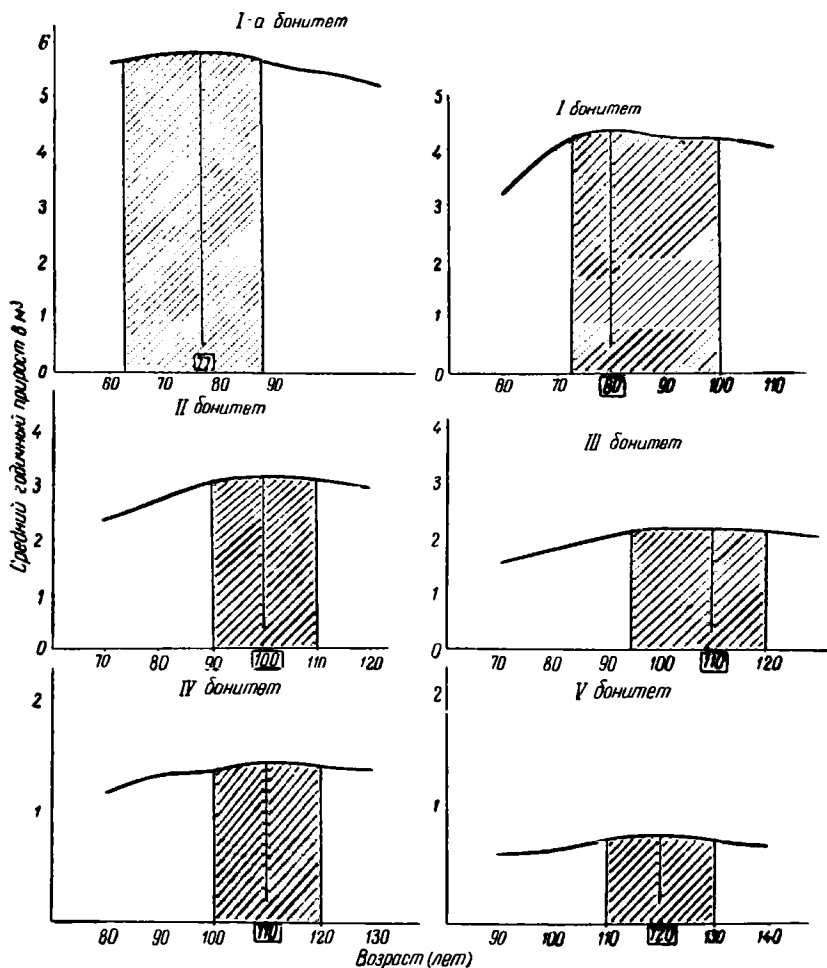 I-а бонитет
6
5
4
3
2
1
0
60 70 77 80 90
I бонитет
5
4
3
2
1
0
60 70 80 90 100 110
Средний годичный прирост в м3
II бонитет
4
3
2
1
0
70 80 90 100 110 120
III бонитет
4
3
2
1
0
70 80 90 100 110 120
IV бонитет
2
1
80 90 100 110 120 130
V бонитет
2
1
90 100 110 120 130 140
Возраст (лет)